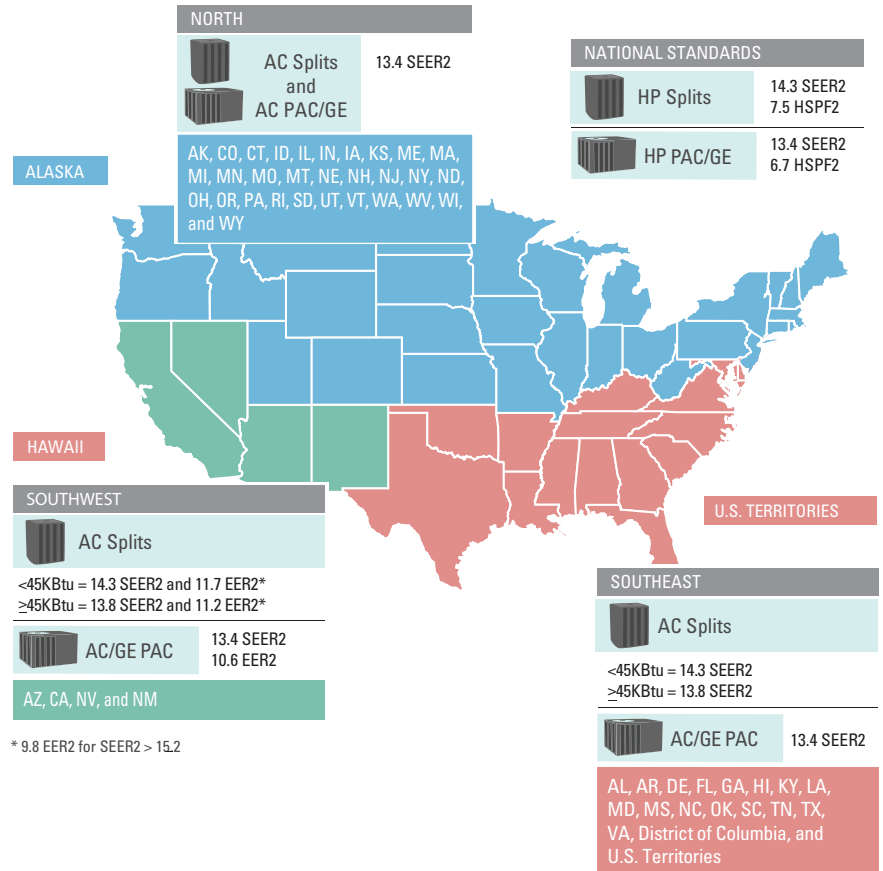 NORTH
AC Splits
and
AC PAC/GE
13.4 SEER2
AK, CO, CT, ID, IL, IN, IA, KS, ME, MA,
MI, MN, MO, MT, NE, NH, NJ, NY, ND,
OH, OR, PA, RI, SD, UT, VT, WA, WV, WI,
and WY
NATIONAL STANDARDS
HP Splits
14.3 SEER2
7.5 HSPF2
HP PAC/GE
13.4 SEER2
6.7 HSPF2
ALASKA
HAWAII
SOUTHWEST
AC Splits
<45KBtu = 14.3 SEER2 and 11.7 EER2*
≥45KBtu = 13.8 SEER2 and 11.2 EER2*
AC/GE PAC
13.4 SEER2
10.6 EER2
AZ, CA, NV, and NM
* 9.8 EER2 for SEER2 > 15.2
U.S. TERRITORIES
SOUTHEAST
AC Splits
<45KBtu = 14.3 SEER2
≥45KBtu = 13.8 SEER2
AC/GE PAC
13.4 SEER2
AL, AR, DE, FL, GA, HI, KY, LA,
MD, MS, NC, OK, SC, TN, TX,
VA, District of Columbia, and
U.S. Territories